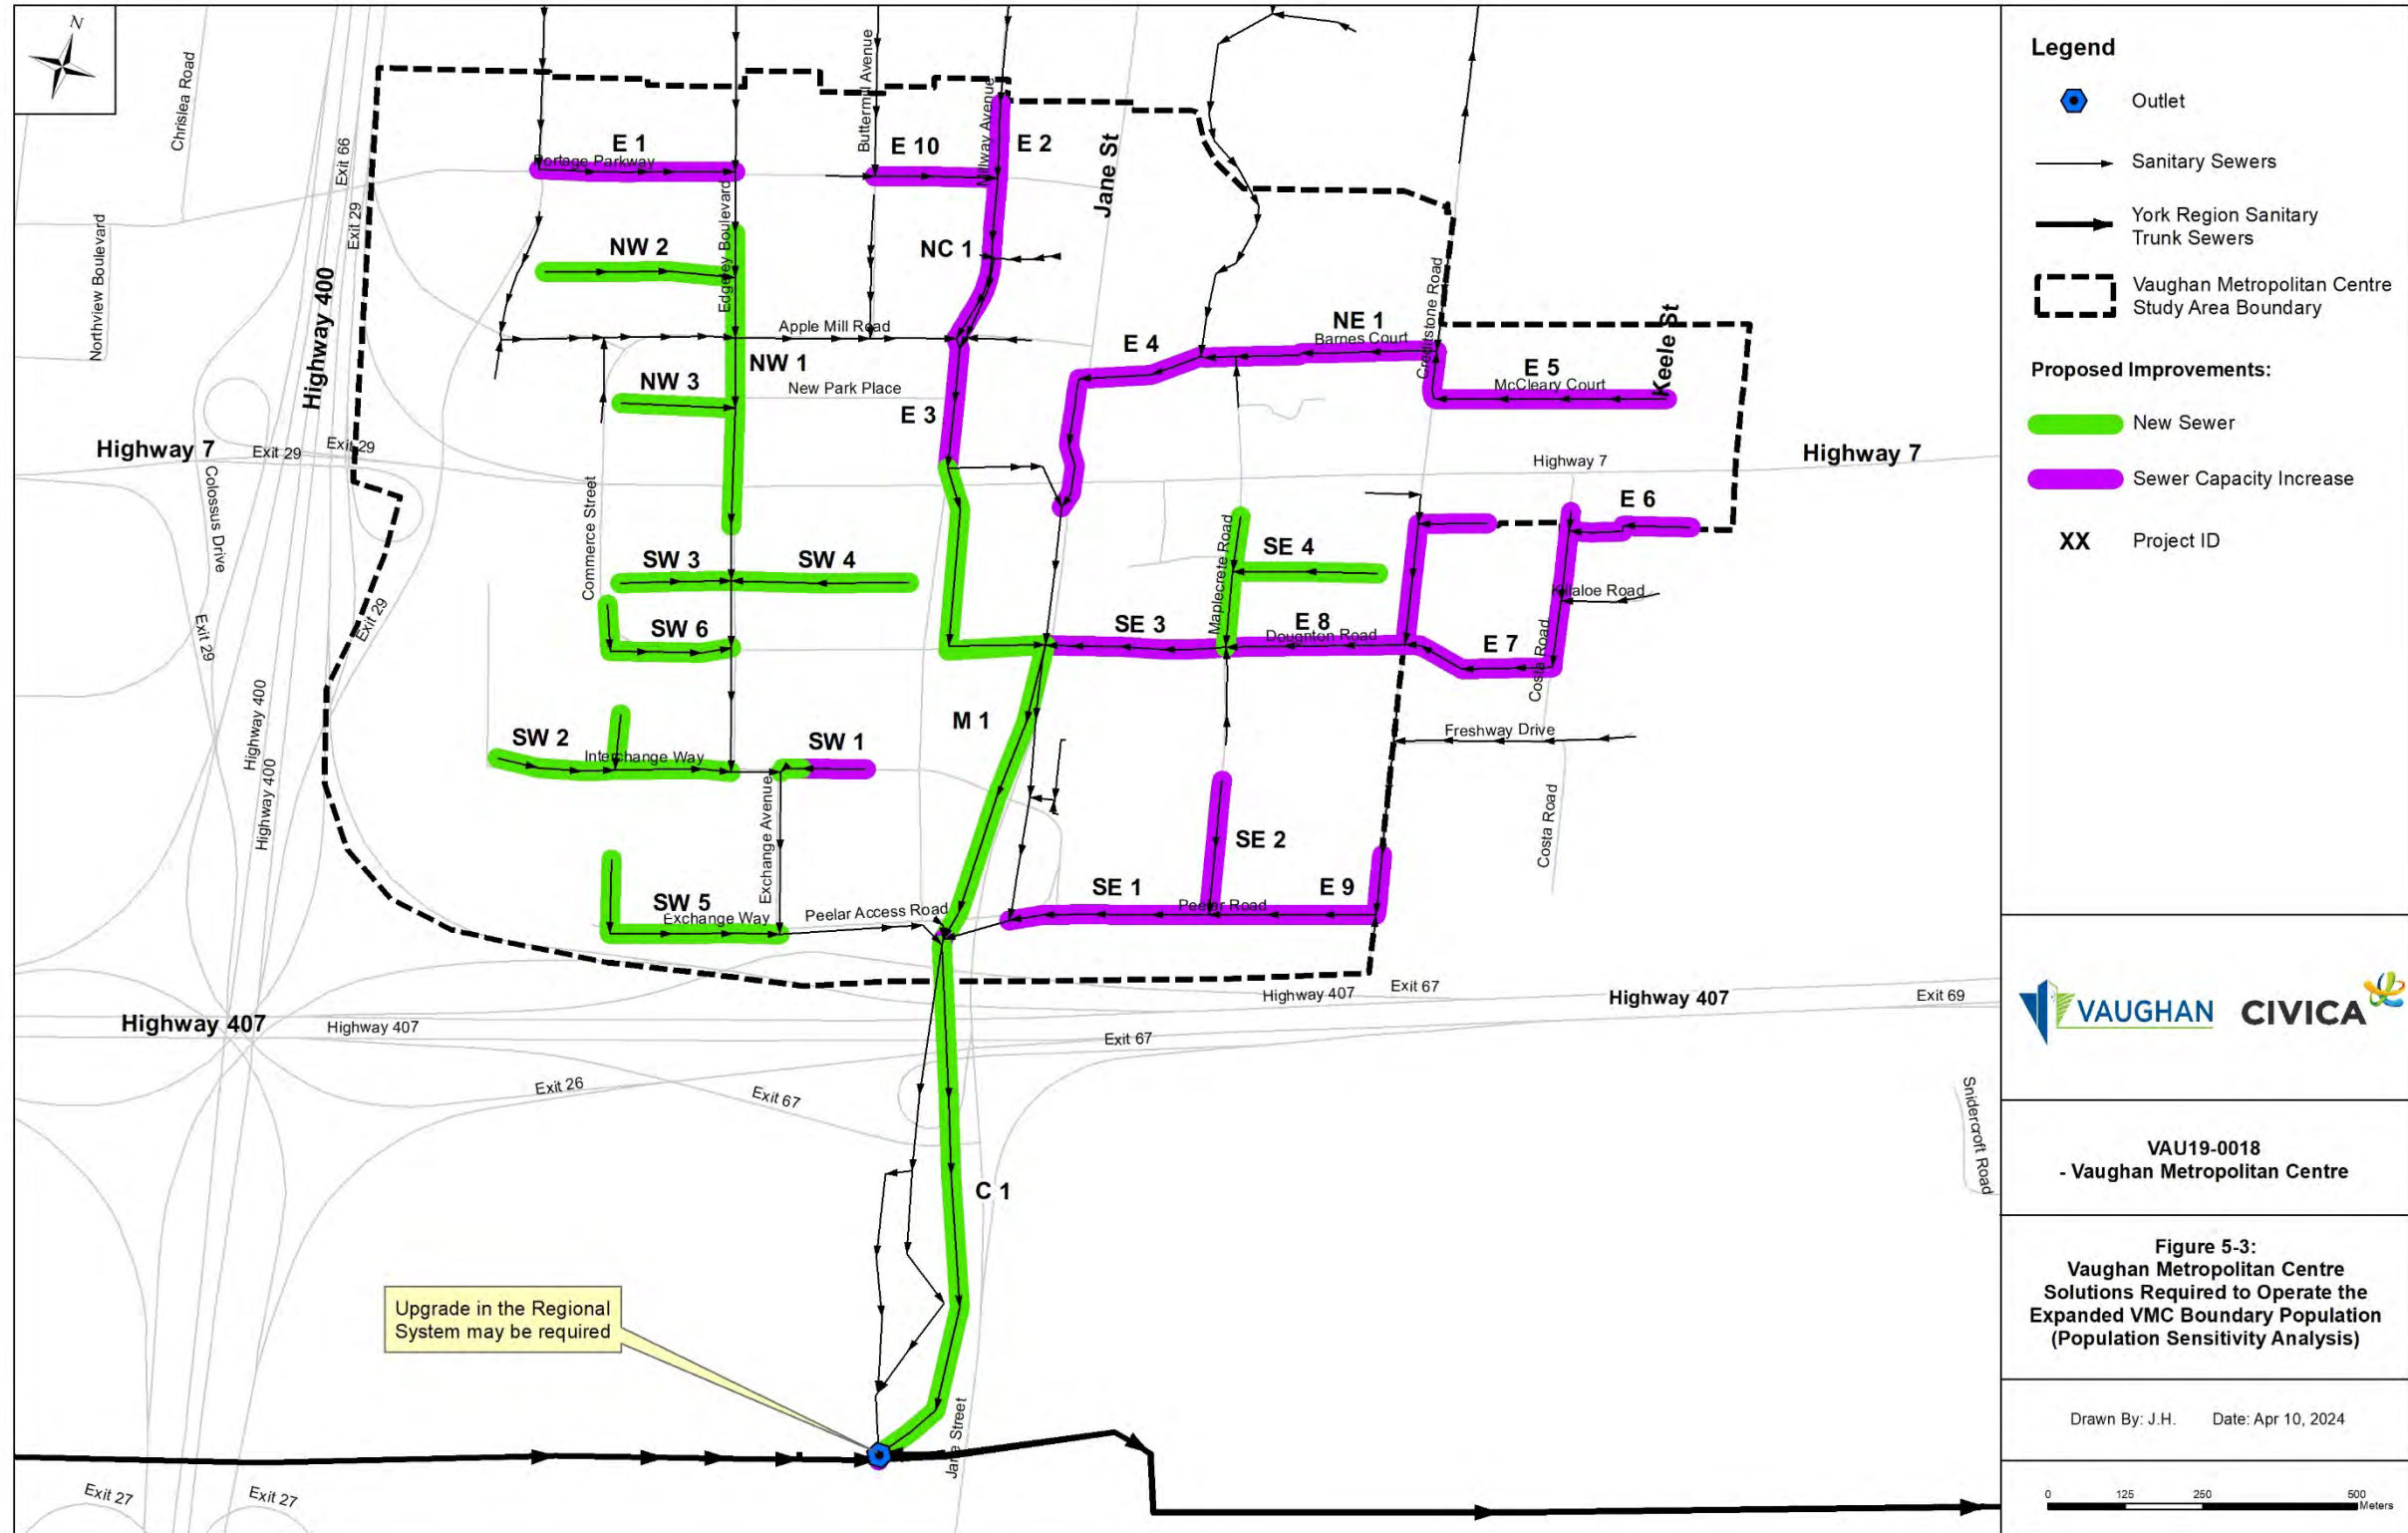 N
Chrislea Road
Exit 66
Exit 29
Northview Boulevard
Highway 400
Highway 7
Exit 29
Exit 29
Colossus Drive
Exit 29
Exit 29
Highway 400
Highway 400
Buttermill Avenue
Millway Avenue
Jane St
E 1
Portage Parkway
E 10
E 2
Edgeley Boulevard
NW 2
NC 1
Apple Mill Road
NW 1
NW 3
New Park Place
E 3
E 4
NE 1
Barnes Court
Creditstone Road
E 5
McCleary Court
Keele St
Highway 7
Highway 7
Commerce Street
SW 3
SW 4
SW 6
Maplecrete Road
SE 4
E 6
Killaloe Road
SE 3
E 8
Doughton Road
E 7
Costa Road
M 1
Freshway Drive
SW 2
Interchange Way
SW 1
Exchange Avenue
SE 2
Costa Road
SW 5
Exchange Way
Peelar Access Road
SE 1
Peelar Road
E 9
Highway 407
Highway 407
Highway 407
Exit 67
Highway 407
Exit 69
Exit 67
Exit 26
Exit 67
Snidercroft Road
C 1
Upgrade in the Regional
System may be required
Jane Street
Exit 27
Exit 27
Legend
Outlet
Sanitary Sewers
York Region Sanitary
Trunk Sewers
Vaughan Metropolitan Centre
Study Area Boundary
Proposed Improvements:
New Sewer
Sewer Capacity Increase
XX Project ID
VAUGHAN CIVICA
VAU19-0018
- Vaughan Metropolitan Centre
Figure 5-3:
Vaughan Metropolitan Centre
Solutions Required to Operate the
Expanded VMC Boundary Population
(Population Sensitivity Analysis)
Drawn By: J.H. Date: Apr 10, 2024
0 125 250 500
Meters